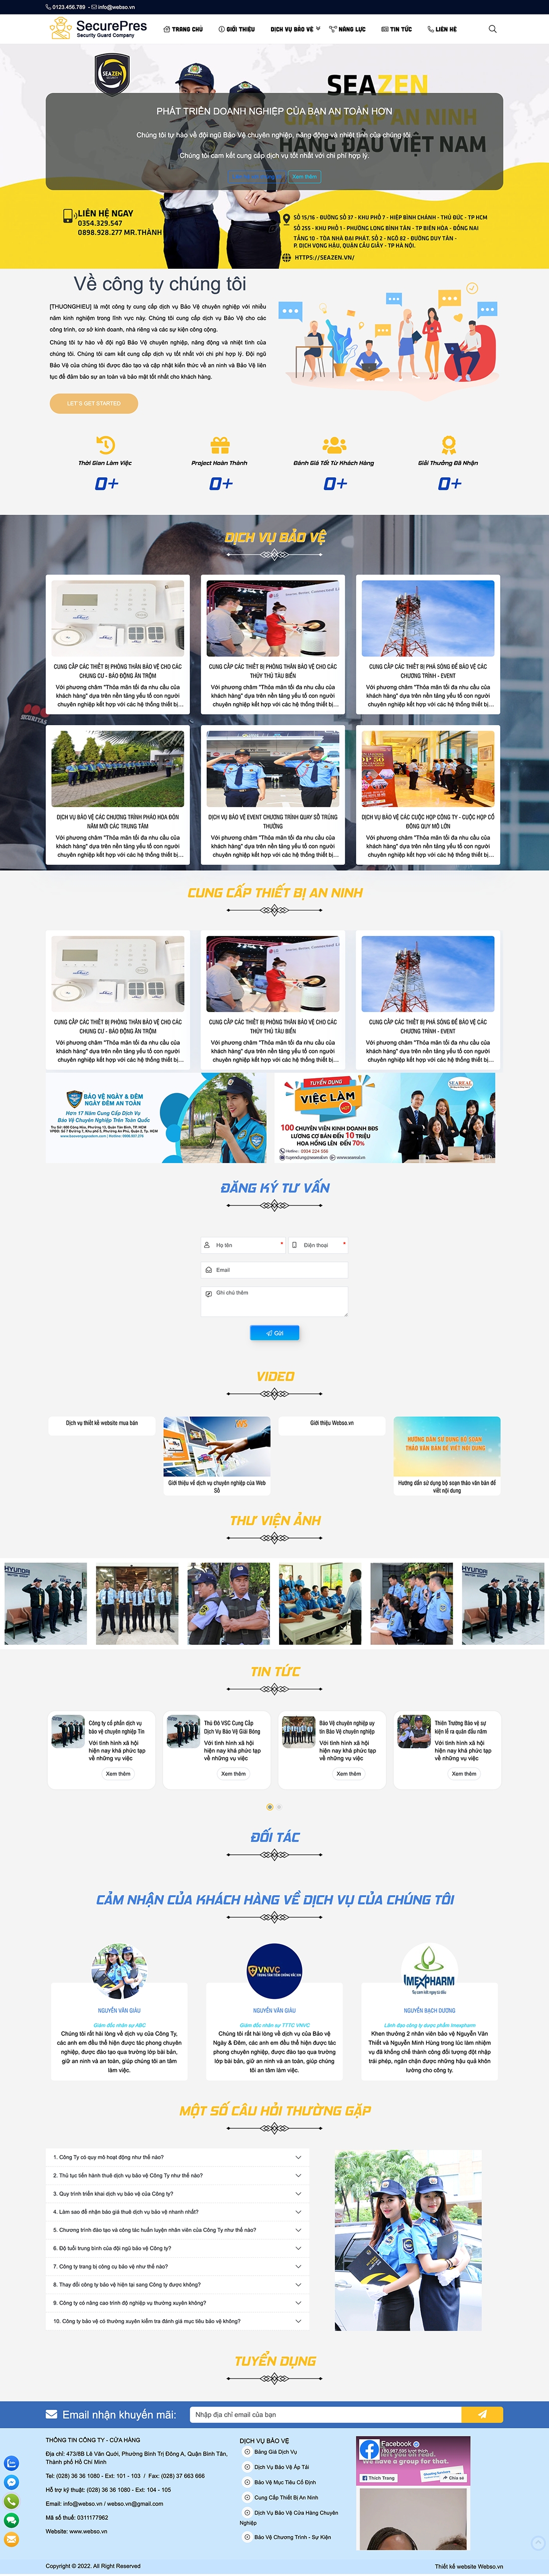 0123.456.789 - info@webso.vn
SecurePres
Security Guard Company
TRANG CHỦ
GIỚI THIỆU
DỊCH VỤ BẢO VỆ
NĂNG LỰC
TIN TỨC
LIÊN HỆ
SEAZEN
PHÁT TRIỂN DOANH NGHIỆP CỦA BẠN AN TOÀN HƠN
GIẢI PHÁP AN NINH
Chúng tôi tự hào về đội ngũ Bảo Vệ chuyên nghiệp, năng động và nhiệt tình của chúng tôi.
HÀNG ĐẦU VIỆT NAM
Chúng tôi cam kết cung cấp dịch vụ tốt nhất với chi phí hợp lý.
Xem thêm
LIÊN HỆ NGAY
0354.329.547
0898.928.277 MR.THÀNH
SỐ 15/16 - ĐƯỜNG SỐ 37 - KHU PHỐ 7 - HIỆP BÌNH CHÁNH - THỦ ĐỨC - TP HCM
SỐ 255 - KHU PHỐ 1 - PHƯỜNG LONG BÌNH TÂN - TP BIÊN HÒA - ĐỒNG NAI
TẦNG 10 - TÒA NHÀ ĐẠI PHÁT. SỐ 2 - NGÕ 82 - ĐƯỜNG DUY TÂN -
P. DỊCH VỌNG HẬU, QUẬN CẦU GIẤY - TP HÀ NỘI.
HTTPS://SEAZEN.VN/
Về công ty chúng tôi
[THUONGHIEU] là một công ty cung cấp dịch vụ Bảo Vệ chuyên nghiệp với nhiều
năm kinh nghiệm trong lĩnh vực này. Chúng tôi cung cấp dịch vụ Bảo Vệ cho các
công trình, cơ sở kinh doanh, nhà riêng và các sự kiện công cộng.
Chúng tôi tự hào về đội ngũ Bảo Vệ chuyên nghiệp, năng động và nhiệt tình của
chúng tôi. Chúng tôi cam kết cung cấp dịch vụ tốt nhất với chi phí hợp lý. Đội ngũ
Bảo Vệ của chúng tôi được đào tạo và cập nhật kiến thức về an ninh và Bảo Vệ liên
tục để đảm bảo sự an toàn và bảo mật tốt nhất cho khách hàng.
LET`S GET STARTED
Thời Gian Làm Việc
0+
Project Hoàn Thành
0+
Đánh Giá Tốt Từ Khách Hàng
0+
Giải Thưởng Đã Nhận
0+
DỊCH VỤ BẢO VỆ
CUNG CẤP CÁC THIẾT BỊ PHÒNG THÂN BẢO VỆ CHO CÁC
CHUNG CƯ - BÁO ĐỘNG ĂN TRỘM
Với phương châm "Thỏa mãn tối đa nhu cầu của
khách hàng" dựa trên nền tảng yếu tố con người
chuyên nghiệp kết hợp với các hệ thống thiết bị...
CUNG CẤP CÁC THIẾT BỊ PHÒNG THÂN BẢO VỆ CHO CÁC
THỦY THỦ TÀU BIỂN
Với phương châm "Thỏa mãn tối đa nhu cầu của
khách hàng" dựa trên nền tảng yếu tố con người
chuyên nghiệp kết hợp với các hệ thống thiết bị...
CUNG CẤP CÁC THIẾT BỊ PHÁ SÓNG ĐỂ BẢO VỆ CÁC
CHƯƠNG TRÌNH - EVENT
Với phương châm "Thỏa mãn tối đa nhu cầu của
khách hàng" dựa trên nền tảng yếu tố con người
chuyên nghiệp kết hợp với các hệ thống thiết bị...
DỊCH VỤ BẢO VỆ CÁC CHƯƠNG TRÌNH PHÁO HOA ĐÓN
NĂM MỚI CÁC TRUNG TÂM
Với phương châm "Thỏa mãn tối đa nhu cầu của
khách hàng" dựa trên nền tảng yếu tố con người
chuyên nghiệp kết hợp với các hệ thống thiết bị...
DỊCH VỤ BẢO VỆ EVENT CHƯƠNG TRÌNH QUAY SỐ TRÚNG
THƯỞNG
Với phương châm "Thỏa mãn tối đa nhu cầu của
khách hàng" dựa trên nền tảng yếu tố con người
chuyên nghiệp kết hợp với các hệ thống thiết bị...
DỊCH VỤ BẢO VỆ CÁC CUỘC HỌP CÔNG TY - CUỘC HỌP CỔ
ĐÔNG QUY MÔ LỚN
Với phương châm "Thỏa mãn tối đa nhu cầu của
khách hàng" dựa trên nền tảng yếu tố con người
chuyên nghiệp kết hợp với các hệ thống thiết bị...
CUNG CẤP THIẾT BỊ AN NINH
CUNG CẤP CÁC THIẾT BỊ PHÒNG THÂN BẢO VỆ CHO CÁC
CHUNG CƯ - BÁO ĐỘNG ĂN TRỘM
Với phương châm "Thỏa mãn tối đa nhu cầu của
khách hàng" dựa trên nền tảng yếu tố con người
chuyên nghiệp kết hợp với các hệ thống thiết bị...
CUNG CẤP CÁC THIẾT BỊ PHÒNG THÂN BẢO VỆ CHO CÁC
THỦY THỦ TÀU BIỂN
Với phương châm "Thỏa mãn tối đa nhu cầu của
khách hàng" dựa trên nền tảng yếu tố con người
chuyên nghiệp kết hợp với các hệ thống thiết bị...
CUNG CẤP CÁC THIẾT BỊ PHÁ SÓNG ĐỂ BẢO VỆ CÁC
CHƯƠNG TRÌNH - EVENT
Với phương châm "Thỏa mãn tối đa nhu cầu của
khách hàng" dựa trên nền tảng yếu tố con người
chuyên nghiệp kết hợp với các hệ thống thiết bị...
BẢO VỆ NGÀY & ĐÊM
NGÀY ĐÊM AN TOÀN
Hơn 17 Năm Cung Cấp Dịch Vụ
Bảo Vệ Chuyên Nghiệp Trên Toàn Quốc
TUYỂN DỤNG
VIỆC LÀM
SEAREAL
100 CHUYÊN VIÊN KINH DOANH BĐS
LƯƠNG CƠ BẢN ĐẾN 10 TRIỆU
HOA HỒNG LÊN ĐẾN 70%
0934 224 556
ĐĂNG KÝ TƯ VẤN
Họ tên *
Điện thoại *
Email
Ghi chú thêm
Gửi
VIDEO
Dịch vụ thiết kế website mua bán
Giới thiệu về dịch vụ chuyên nghiệp của Web
Số
Giới thiệu Webso.vn
HƯỚNG DẪN SỬ DỤNG BỘ SOẠN
THẢO VĂN BẢN ĐỂ VIẾT NỘI DUNG
Hướng dẫn sử dụng bộ soạn thảo văn bản để
viết nội dung
THƯ VIỆN ẢNH
HYUNDAI
HYUNDAI
TIN TỨC
Công ty cổ phần dịch vụ
bảo vệ chuyên nghiệp Tín
Với tình hình xã hội
hiện nay khá phức tạp
về những vụ việc
Xem thêm
Thủ Đô VSC Cung Cấp
Dịch Vụ Bảo Vệ Giải Bóng
Với tình hình xã hội
hiện nay khá phức tạp
về những vụ việc
Xem thêm
Bảo Vệ chuyên nghiệp uy
tín Bảo Vệ chuyên nghiệp
Với tình hình xã hội
hiện nay khá phức tạp
về những vụ việc
Xem thêm
Thiên Trường Bảo vệ sự
kiện lễ ra quân đầu năm
Với tình hình xã hội
hiện nay khá phức tạp
về những vụ việc
Xem thêm
ĐỐI TÁC
CẢM NHẬN CỦA KHÁCH HÀNG VỀ DỊCH VỤ CỦA CHÚNG TÔI
NGUYỄN VĂN GIÀU
Giám đốc nhân sự ABC
Chúng tôi rất hài lòng về dịch vụ của Công Ty,
các anh em đều thể hiện được tác phong chuyên
nghiệp, được đào tạo qua trường lớp bài bản,
giữ an ninh và an toàn, giúp chúng tôi an tâm
làm việc.
VNVC
NGUYỄN VĂN GIÀU
Giám đốc nhân sự TTTC VNVC
Chúng tôi rất hài lòng về dịch vụ của Bảo vệ
Ngày & Đêm, các anh em đều thể hiện được tác
phong chuyên nghiệp, được đào tạo qua trường
lớp bài bản, giữ an ninh và an toàn, giúp chúng
tôi an tâm làm việc.
IMEXPHARM
NGUYỄN BẠCH DƯƠNG
Lãnh đạo công ty dược phẩm Imexpharm
Khen thưởng 2 nhân viên bảo vệ Nguyễn Văn
Thiết và Nguyễn Minh Hùng trong lúc làm nhiệm
vụ đã khống chế thành công đối tượng đột nhập
trái phép, ngăn chặn được những hậu quả khôn
lường cho công ty.
MỘT SỐ CÂU HỎI THƯỜNG GẶP
1. Công Ty có quy mô hoạt động như thế nào?
2. Thủ tục tiến hành thuê dịch vụ bảo vệ Công Ty như thế nào?
3. Quy trình triển khai dịch vụ bảo vệ của Công ty?
4. Làm sao để nhận báo giá thuê dịch vụ bảo vệ nhanh nhất?
5. Chương trình đào tạo và công tác huấn luyện nhân viên của Công Ty như thế nào?
6. Độ tuổi trung bình của đội ngũ bảo vệ Công ty?
7. Công ty trang bị công cụ bảo vệ như thế nào?
8. Thay đổi công ty bảo vệ hiện tại sang Công ty được không?
9. Công ty có nâng cao trình độ nghiệp vụ thường xuyên không?
10. Công ty bảo vệ có thường xuyên kiểm tra đánh giá mục tiêu bảo vệ không?
TUYỂN DỤNG
Email nhận khuyến mãi:
Nhập địa chỉ email của bạn
THÔNG TIN CÔNG TY - CỬA HÀNG
Địa chỉ: 473/8B Lê Văn Quới, Phường Bình Trị Đông A, Quận Bình Tân,
Thành phố Hồ Chí Minh
Tel: (028) 36 36 1080 - Ext: 101 - 103 / Fax: (028) 37 663 666
Hỗ trợ kỹ thuật: (028) 36 36 1080 - Ext: 104 - 105
Email: info@webso.vn / webso.vn@gmail.com
Mã số thuế: 0311177962
Website: www.webso.vn
DỊCH VỤ BẢO VỆ
Bảng Giá Dịch Vụ
Dịch Vụ Bảo Vệ Áp Tải
Bảo Vệ Mục Tiêu Cố Định
Cung Cấp Thiết Bị An Ninh
Dịch Vụ Bảo Vệ Cửa Hàng Chuyên
Nghiệp
Bảo Vệ Chương Trình - Sự Kiện
Facebook
Thích Trang
Chia sẻ
Copyright © 2022. All Right Reserved
Thiết kế website Webso.vn